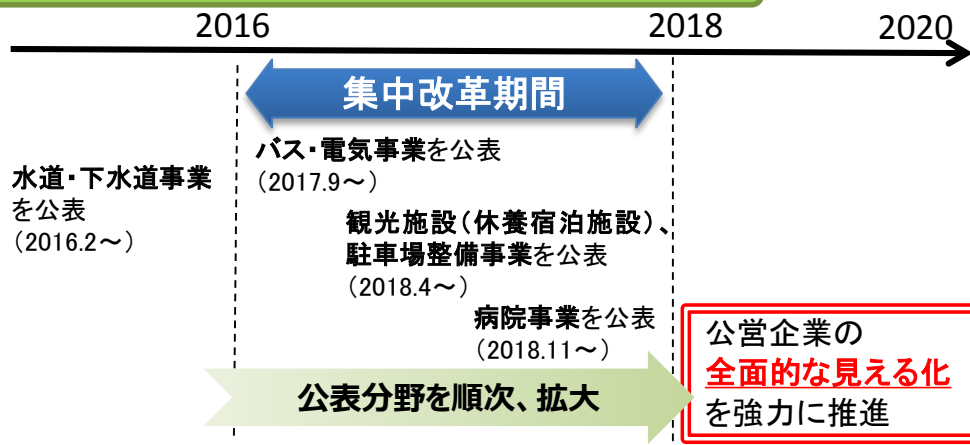 2016
2018
2020
集中改革期間
水道・下水道事業
を公表
（2016.2～）
バス・電気事業を公表
（2017.9～）
観光施設（休養宿泊施設）、
駐車場整備事業を公表
（2018.4～）
病院事業を公表
（2018.11～）
公表分野を順次、拡大
公営企業の
全面的な見える化
を強力に推進